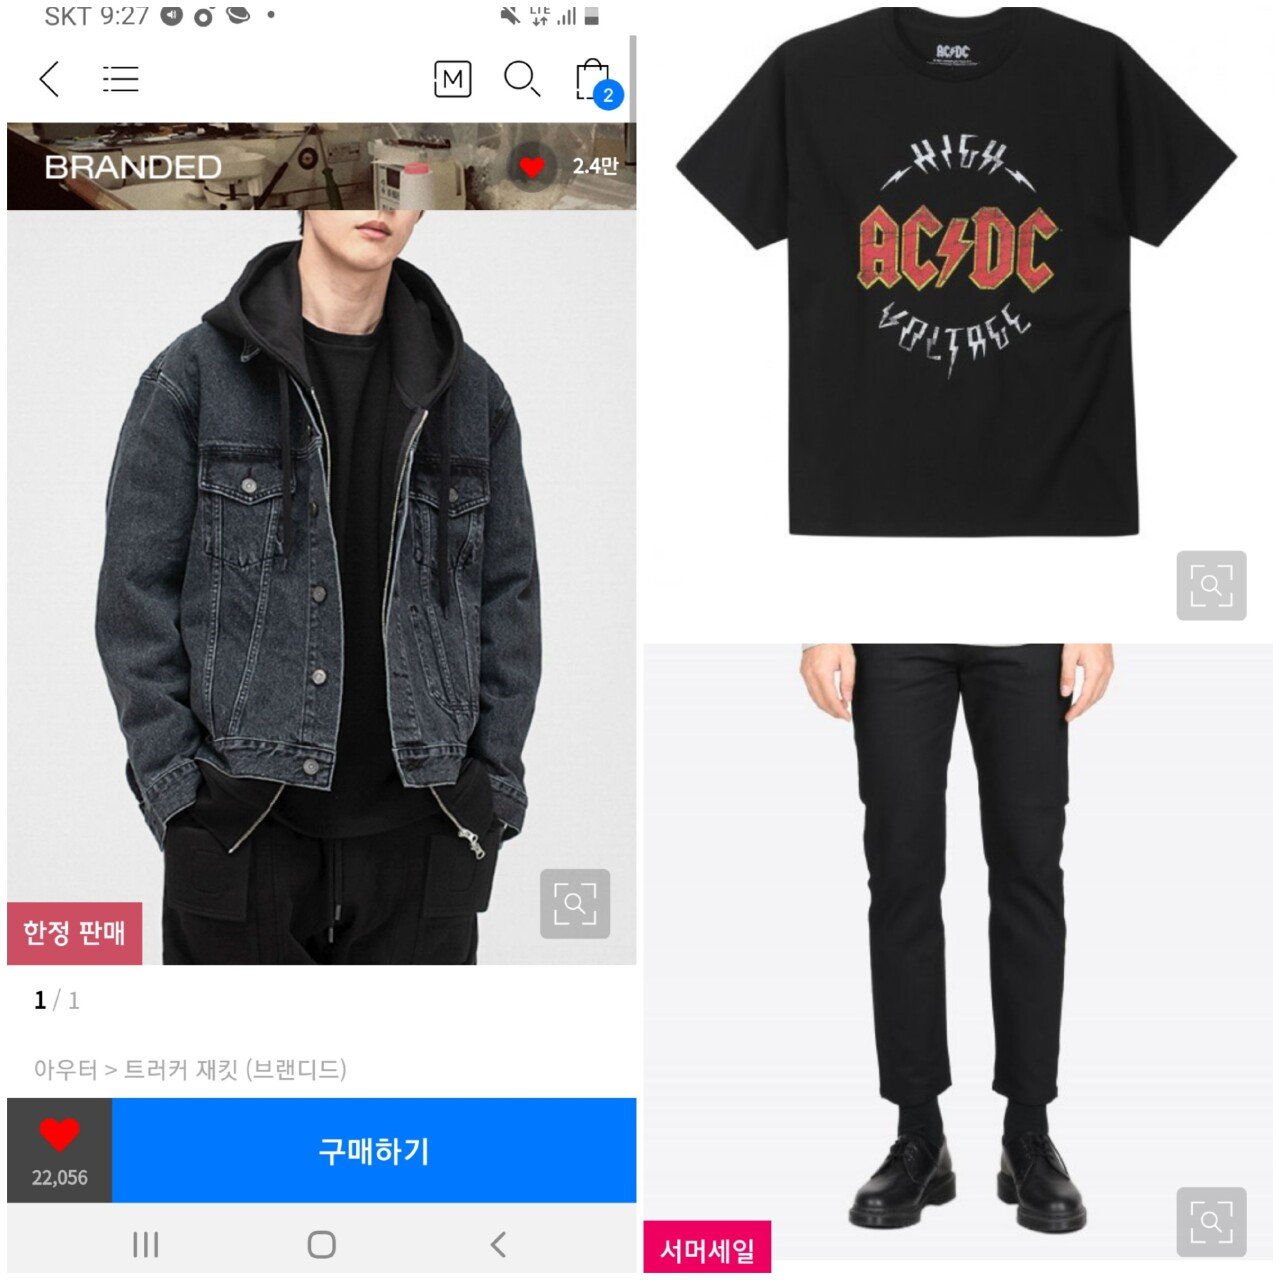 SKT 9:27
LTE
M
2
BRANDED
2.4만
한정 판매
1 / 1
아우터 > 트러커 재킷 (브랜디드)
22,056
구매하기
AC DC
HIGH
AC DC
VOLTAGE
서머세일